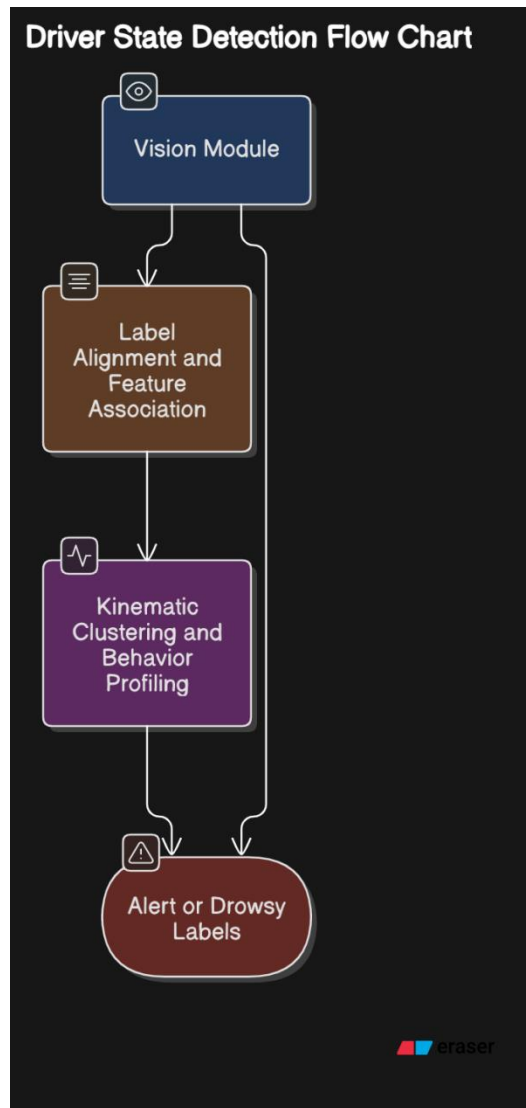 Driver State Detection Flow Chart
Vision Module
Label
Alignment and
Feature
Association
Kinematic
Clustering and
Behavior
Profiling
Alert or Drowsy
Labels
eraser